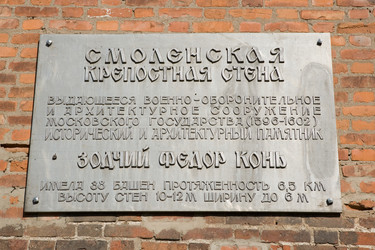 СМОЛЕНСКАЯ
КРЕПОСТНАЯ СТЕНА
ВЫДАЮЩЕЕСЯ ВОЕННО-ОБОРОНИТЕЛЬНОЕ
И АРХИТЕКТУРНОЕ СООРУЖЕНИЕ
МОСКОВСКОГО ГОСУДАРСТВА (1596-1602)
ИСТОРИЧЕСКИЙ И АРХИТЕКТУРНЫЙ ПАМЯТНИК
ЗОДЧИЙ ФЕДОР КОНЬ
ИМЕЛА 38 БАШЕН ПРОТЯЖЕННОСТЬ 6,5 КМ
ВЫСОТУ СТЕН 10-12 М ШИРИНУ ДО 6 М